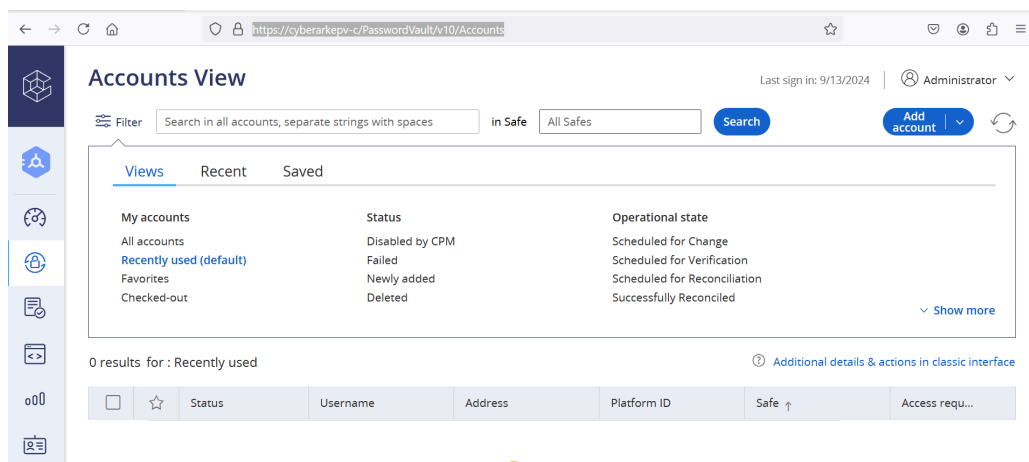 https://cyberarkepv-c/PasswordVault/v10/Accounts
Accounts View
Last sign in: 9/13/2024
Administrator
Filter
Search in all accounts, separate strings with spaces
in Safe
All Safes
Search
Add account
Views Recent Saved
My accounts Status Operational state
All accounts Disabled by CPM Scheduled for Change
Recently used (default) Failed Scheduled for Verification
Favorites Newly added Scheduled for Reconciliation
Checked-out Deleted Successfully Reconciled
Show more
0 results for : Recently used
Additional details & actions in classic interface
Status Username Address Platform ID Safe Access requ...